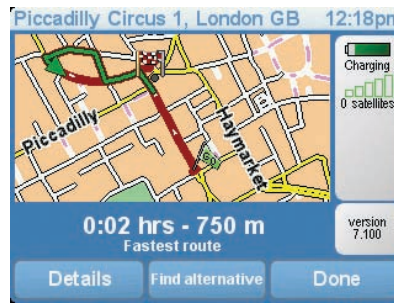 Piccadilly Circus 1, London GB 12:18pm
Charging
0 satellites
Piccadilly
Haymarket
GO
0:02 hrs - 750 m
Fastest route
version
7.100
Details
Find alternative
Done